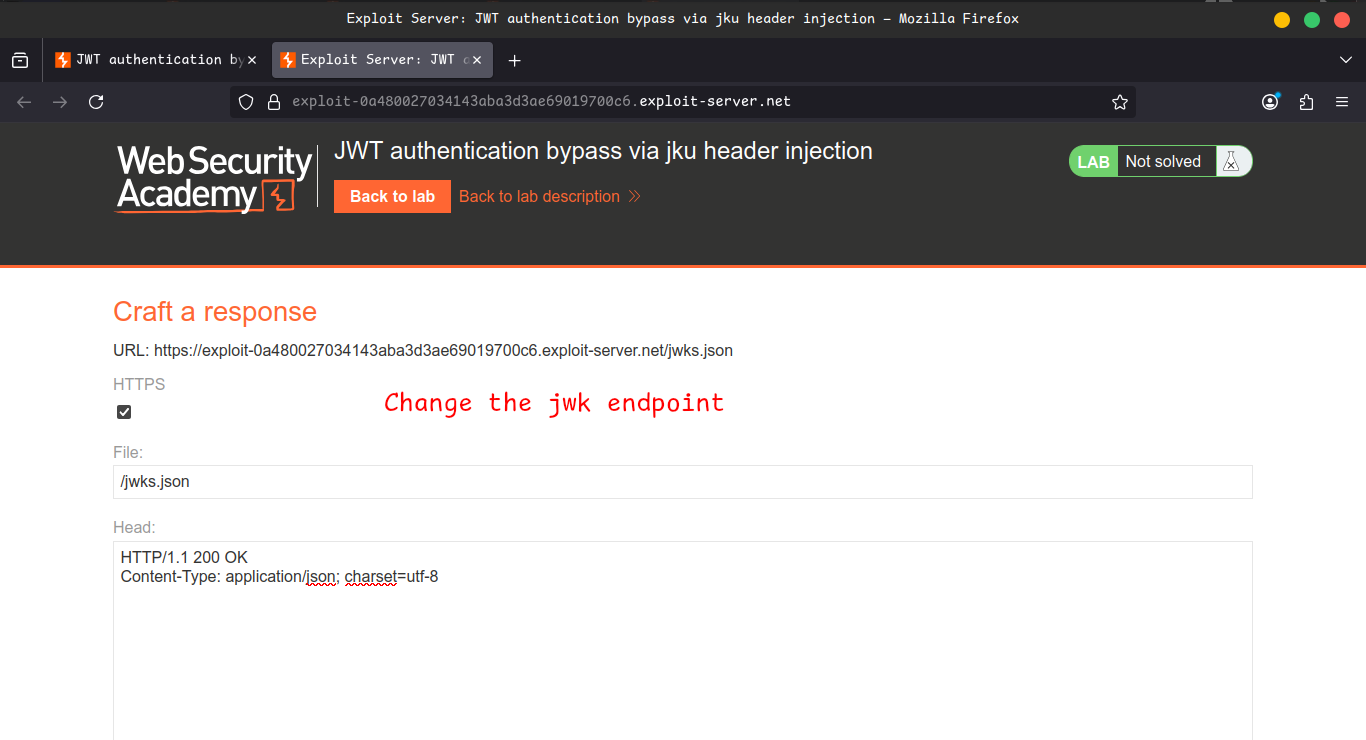 Exploit Server: JWT authentication bypass via jku header injection — Mozilla Firefox
JWT authentication by
Exploit Server: JWT
exploit-0a480027034143aba3d3ae69019700c6.exploit-server.net
Web Security
Academy
JWT authentication bypass via jku header injection
Back to lab
Back to lab description
LAB
Not solved
Craft a response
URL: https://exploit-0a480027034143aba3d3ae69019700c6.exploit-server.net/jwks.json
HTTPS
Change the jwk endpoint
File:
/jwks.json
Head:
HTTP/1.1 200 OK
Content-Type: application/json; charset=utf-8